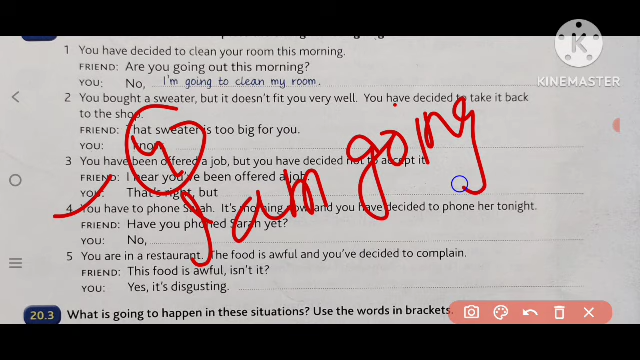 1 You have decided to clean your room this morning.
FRIEND: Are you going out this morning?
YOU: No, I'm going to clean my room.
2 You bought a sweater, but it doesn't fit you very well. You have decided to take it back
to the shop.
FRIEND: That sweater is too big for you.
YOU: I know.
3 You have been offered a job, but you have decided not to accept it.
FRIEND: I hear you've been offered a job.
YOU: That's right, but
4 You have to phone Sarah. It's morning now, and you have decided to phone her tonight.
FRIEND: Have you phoned Sarah yet?
YOU: No,
5 You are in a restaurant. The food is awful and you've decided to complain.
FRIEND: This food is awful, isn't it?
YOU: Yes, it's disgusting.
20.3 What is going to happen in these situations? Use the words in brackets.
I am going
K
KINEMASTER